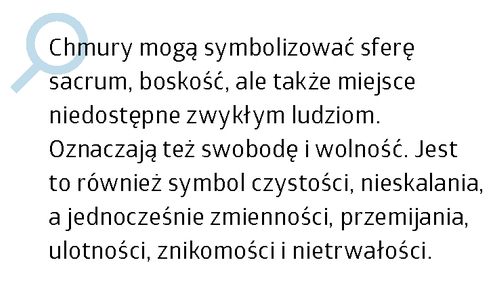 Chmury mogą symbolizować sferę
sacrum, boskość, ale także miejsce
niedostępne zwykłym ludziom.
Oznaczają też swobodę i wolność. Jest
to również symbol czystości, nieskalania,
a jednocześnie zmienności, przemijania,
ulotności, znikomości i nietrwałości.